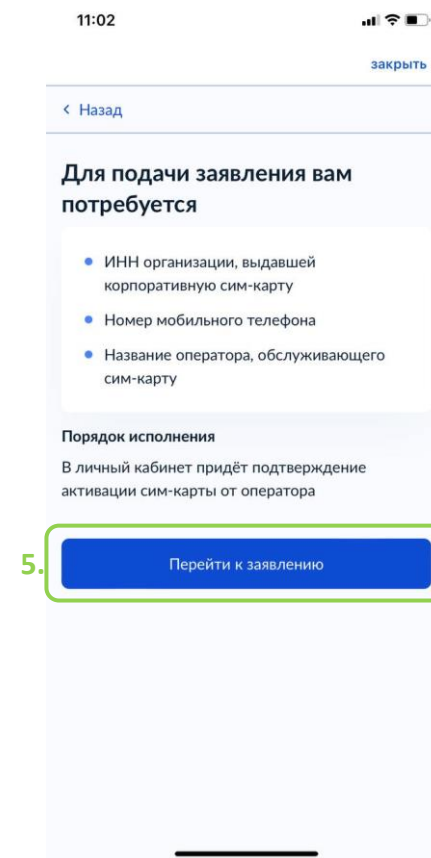 11:02
закрыть
Назад
Для подачи заявления вам
потребуется
ИНН организации, выдавшей
корпоративную сим-карту
Номер мобильного телефона
Название оператора, обслуживающего
сим-карту
Порядок исполнения
В личный кабинет придёт подтверждение
активации сим-карты от оператора
5.
Перейти к заявлению